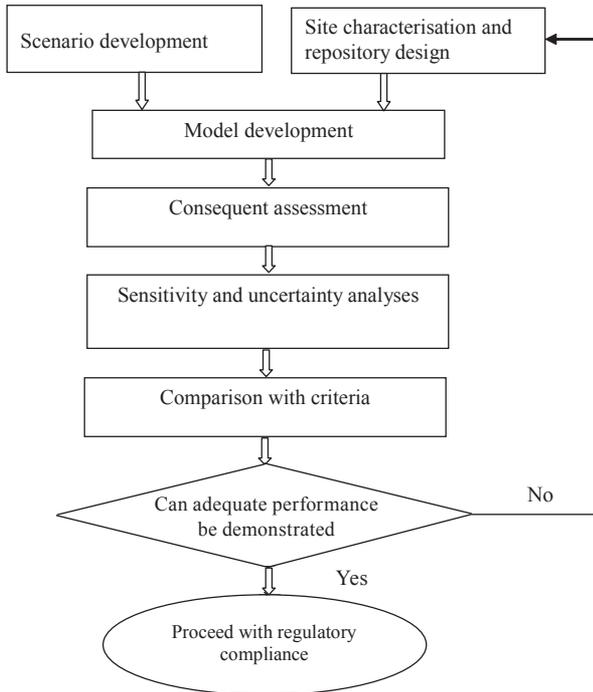 Scenario development
Site characterisation and
repository design
Model development
Consequent assessment
Sensitivity and uncertainty analyses
Comparison with criteria
Can adequate performance
be demonstrated
No
Yes
Proceed with regulatory
compliance